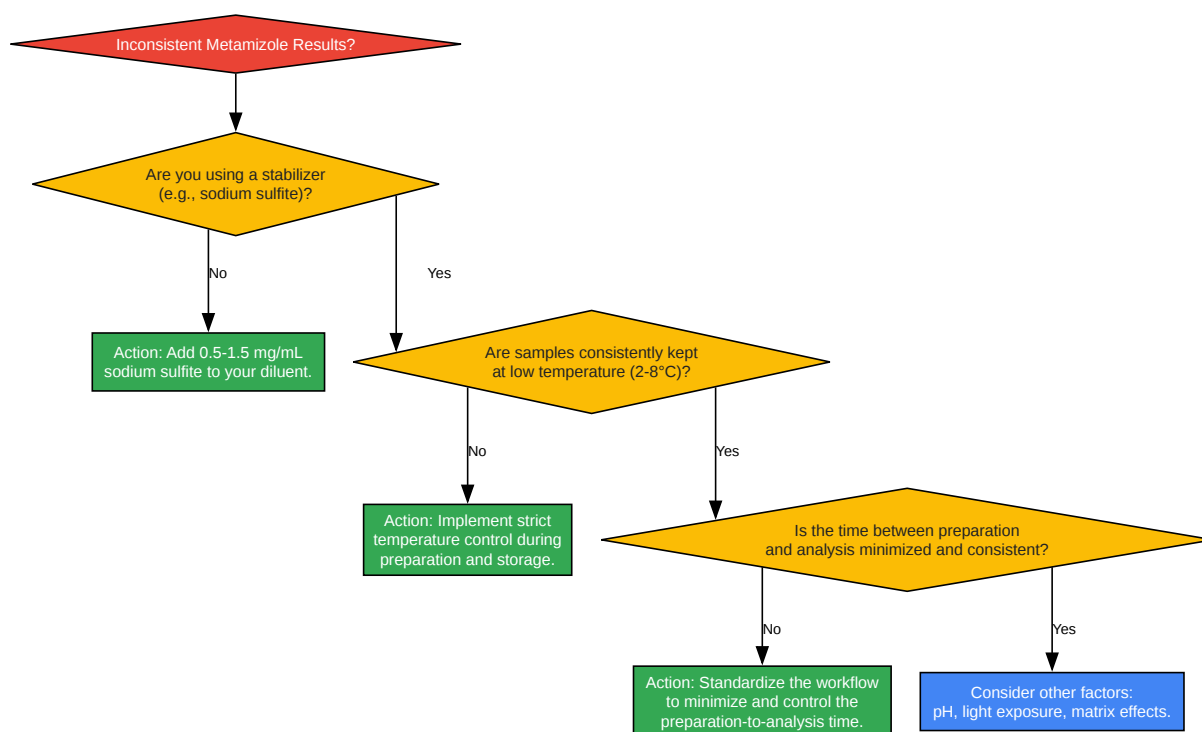 Inconsistent Metamizole Results?
Are you using a stabilizer
(e.g., sodium sulfite)?
No
Yes
Action: Add 0.5-1.5 mg/mL
sodium sulfite to your diluent.
Are samples consistently kept
at low temperature (2-8°C)?
No
Yes
Action: Implement strict
temperature control during
preparation and storage.
Is the time between preparation
and analysis minimized and consistent?
No
Yes
Action: Standardize the workflow
to minimize and control the
preparation-to-analysis time.
Consider other factors:
pH, light exposure, matrix effects.